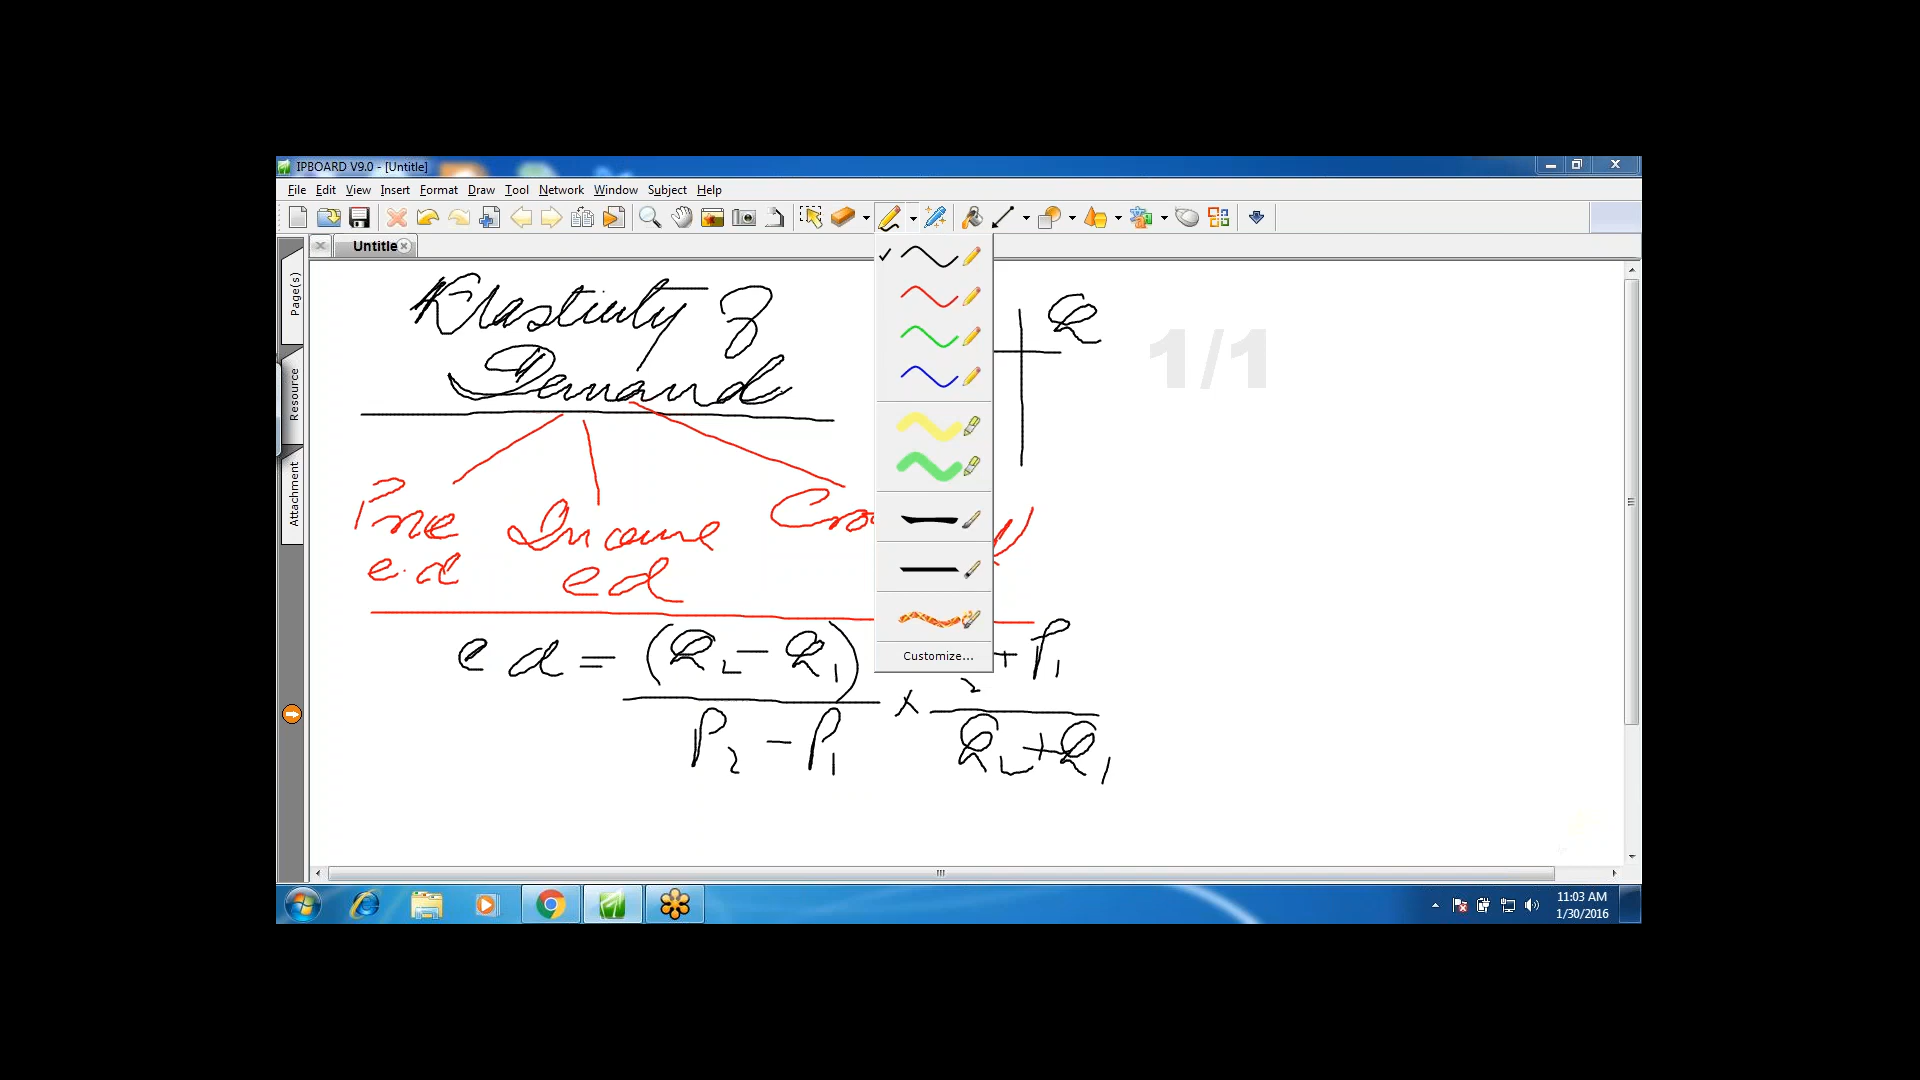 IPBOARD V9.0 - [Untitle]
File Edit View Insert Format Draw Tool Network Window Subject Help
Untitle
Page(s)
Resource
Attachment
Elasticity of
Demand
Q
1/1
Price Income Cro
e.d ed
ed = (Q2 - Q1) + P1
P2 - P1 × 2
Q2 + Q1
Customize...
11:03 AM
1/30/2016